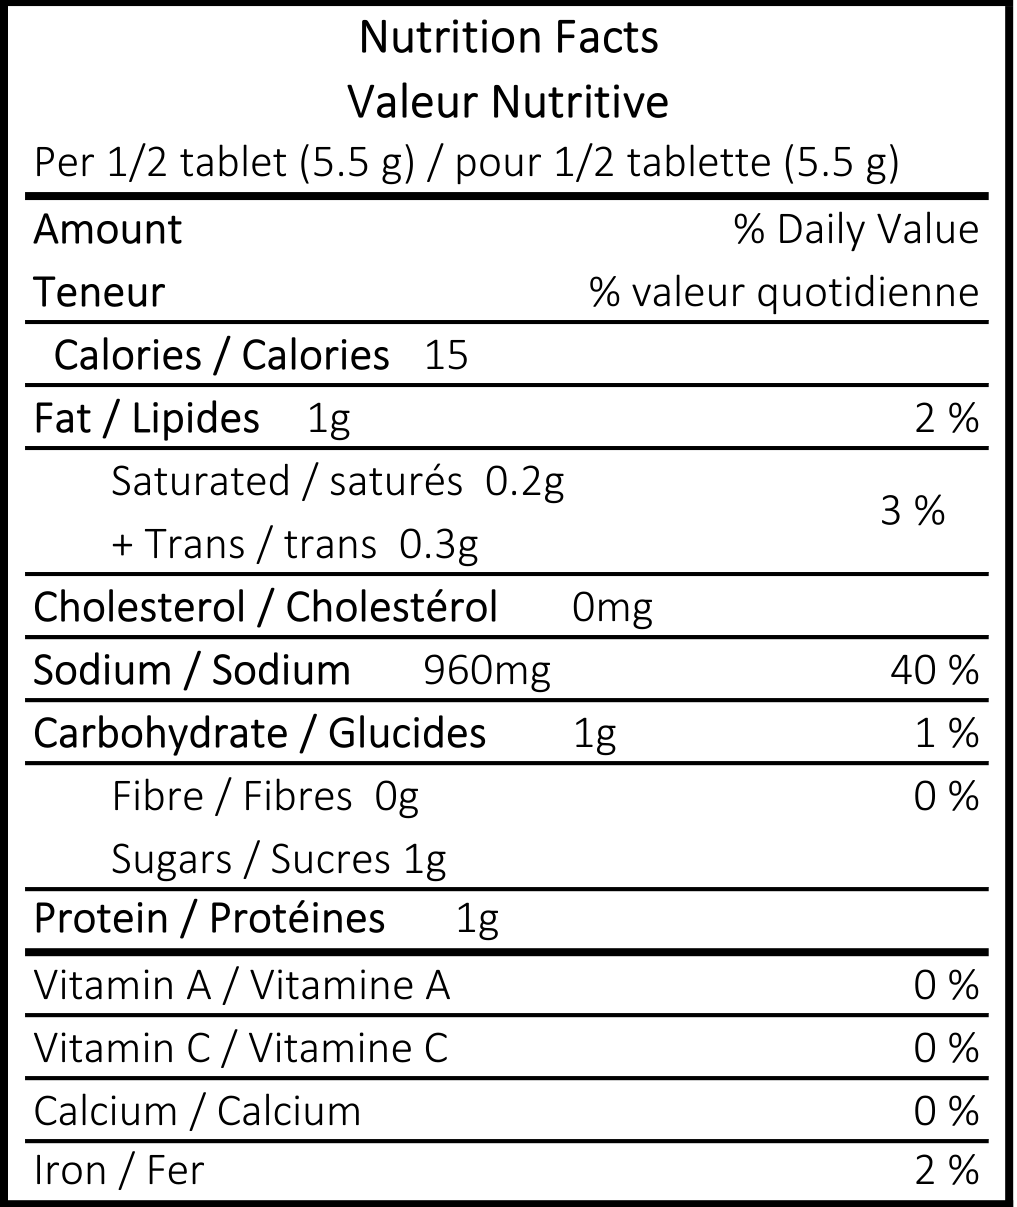 Nutrition Facts
Valeur Nutritive
Per 1/2 tablet (5.5 g) / pour 1/2 tablette (5.5 g)
Amount % Daily Value
Teneur % valeur quotidienne
Calories / Calories 15
Fat / Lipides 1g 2 %
Saturated / saturés 0.2g
3 %
+ Trans / trans 0.3g
Cholesterol / Cholestérol 0mg
Sodium / Sodium 960mg 40 %
Carbohydrate / Glucides 1g 1 %
Fibre / Fibres 0g 0 %
Sugars / Sucres 1g
Protein / Protéines 1g
Vitamin A / Vitamine A 0 %
Vitamin C / Vitamine C 0 %
Calcium / Calcium 0 %
Iron / Fer 2 %